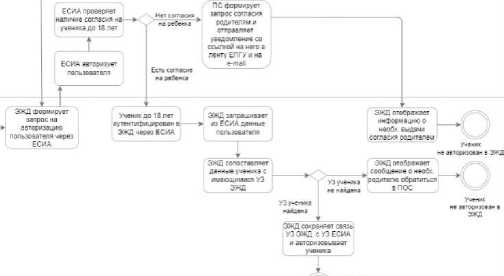 ЕСИА проверяет
наличие согласия на
ученика до 18 лет
Нет согласия
на ребенка
ПС формирует
запрос согласия
родителям и
отправляет
уведомление со
ссылкой на него в
ленту ЕПГУ и на
e-mail
ЕСИА авторизует
пользователя
Есть согласие
на ребенка
ЭЖД формирует
запрос на
авторизацию
пользователя через
ЕСИА
Ученик до 18 лет
аутентифицирован в
ЭЖД через ЕСИА
ЭЖД запрашивает
из ЕСИА данные
пользователя
ЭЖД отображает
информацию о
необх. выдачи
согласия родителем
Ученик
не авторизован в ЭЖД
ЭЖД сопоставляет
данные ученика с
имеющимися УЗ
ЭЖД
УЗ ученика
не найдена
ЭЖД отображает
сообщение о необх.
родителю обратиться
в ПОС
Ученик
не авторизован в
ЭЖД
УЗ ученика
найдена
ЭЖД сохраняет связь
УЗ ЭЖД с УЗ ЕСИА
и авторизовывает
ученика